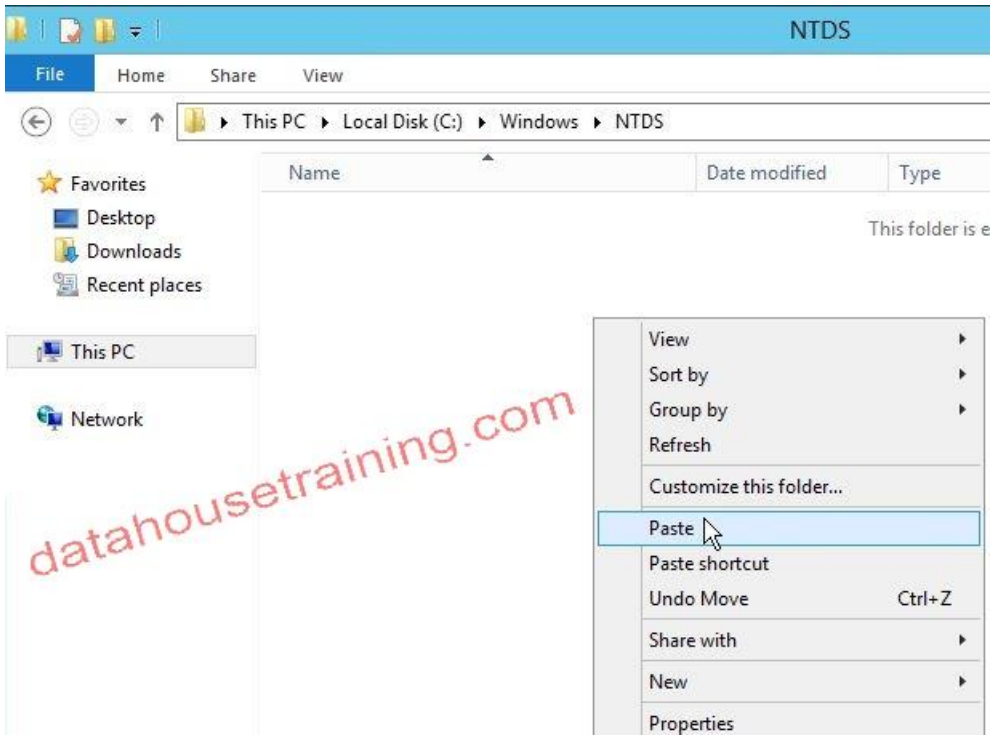 NTDS
File Home Share View
This PC Local Disk (C:) Windows NTDS
Name Date modified Type
Favorites
Desktop
Downloads
Recent places
This PC
Network
This folder is e
View
Sort by
Group by
Refresh
Customize this folder...
Paste
Paste shortcut
Undo Move Ctrl+Z
Share with
New
Properties
datahousetraining.com